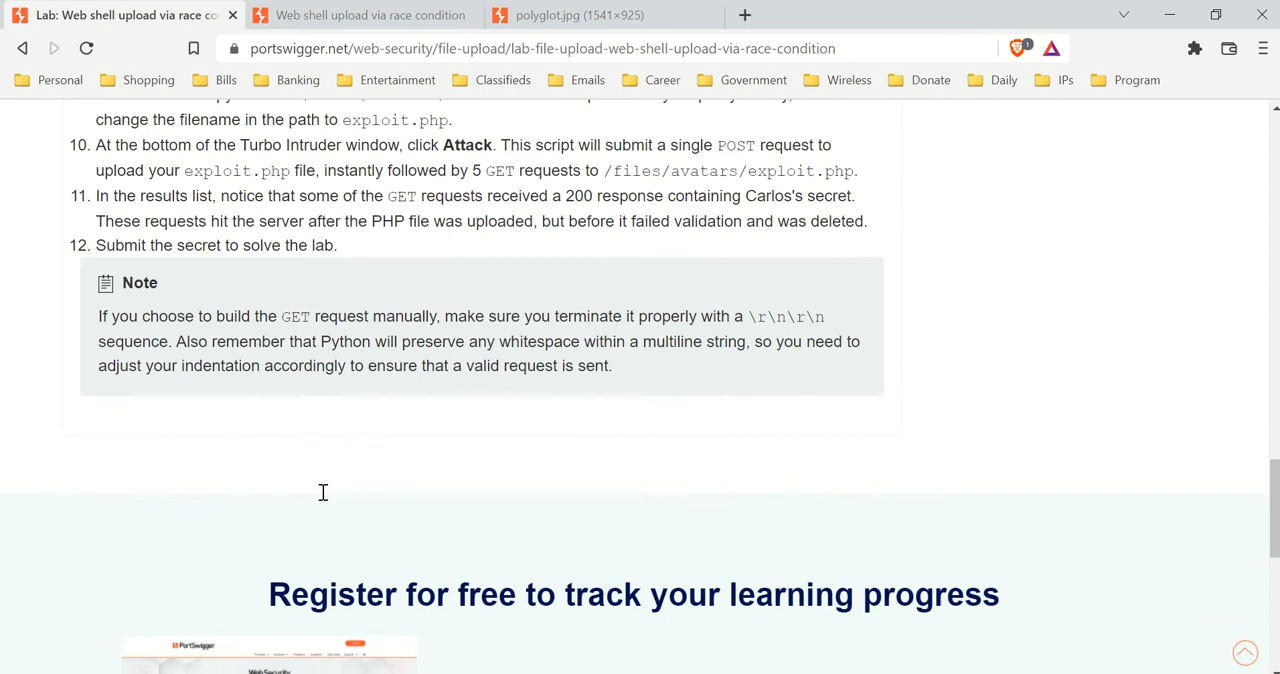 Lab: Web shell upload via race co
Web shell upload via race condition
polyglot.jpg (1541×925)
portswigger.net/web-security/file-upload/lab-file-upload-web-shell-upload-via-race-condition
1
Personal Shopping Bills Banking Entertainment Classifieds Emails Career Government Wireless Donate Daily IPs Program
change the filename in the path to exploit.php.
10. At the bottom of the Turbo Intruder window, click Attack. This script will submit a single POST request to
upload your exploit.php file, instantly followed by 5 GET requests to /files/avatars/exploit.php.
11. In the results list, notice that some of the GET requests received a 200 response containing Carlos's secret.
These requests hit the server after the PHP file was uploaded, but before it failed validation and was deleted.
12. Submit the secret to solve the lab.
Note
If you choose to build the GET request manually, make sure you terminate it properly with a \r\n\r\n
sequence. Also remember that Python will preserve any whitespace within a multiline string, so you need to
adjust your indentation accordingly to ensure that a valid request is sent.
Register for free to track your learning progress
PortSwigger